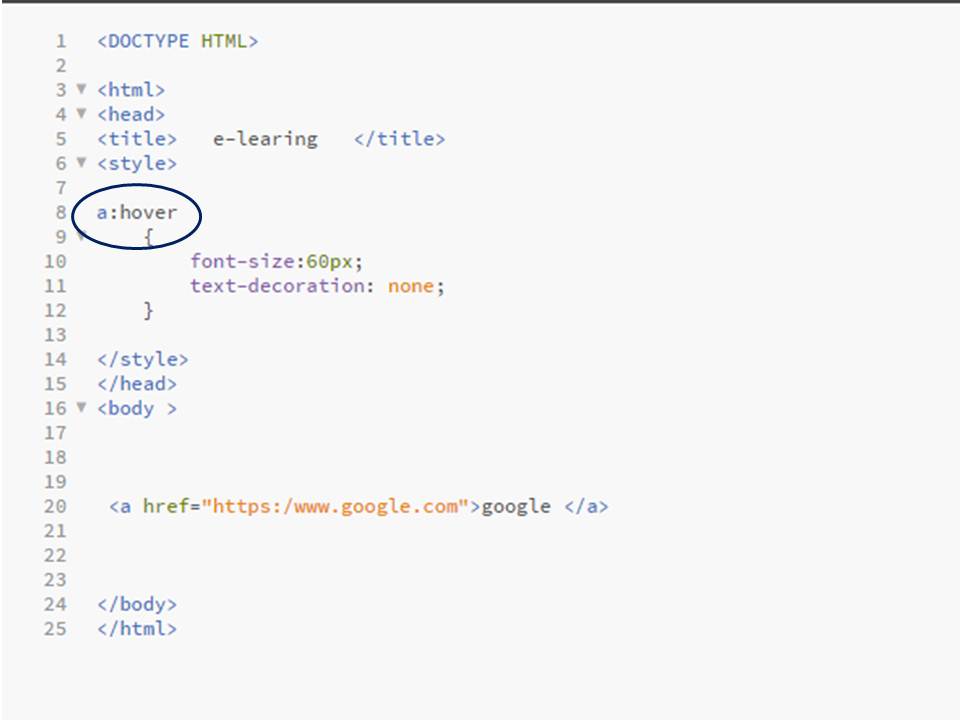 1 <DOCTYPE HTML>
2
3 <html>
4 <head>
5 <title> e-learing </title>
6 <style>
7
8 a:hover
9 {
10 font-size:60px;
11 text-decoration: none;
12 }
13
14 </style>
15 </head>
16 <body >
17
18
19
20 <a href="https:/www.google.com">google </a>
21
22
23
24 </body>
25 </html>